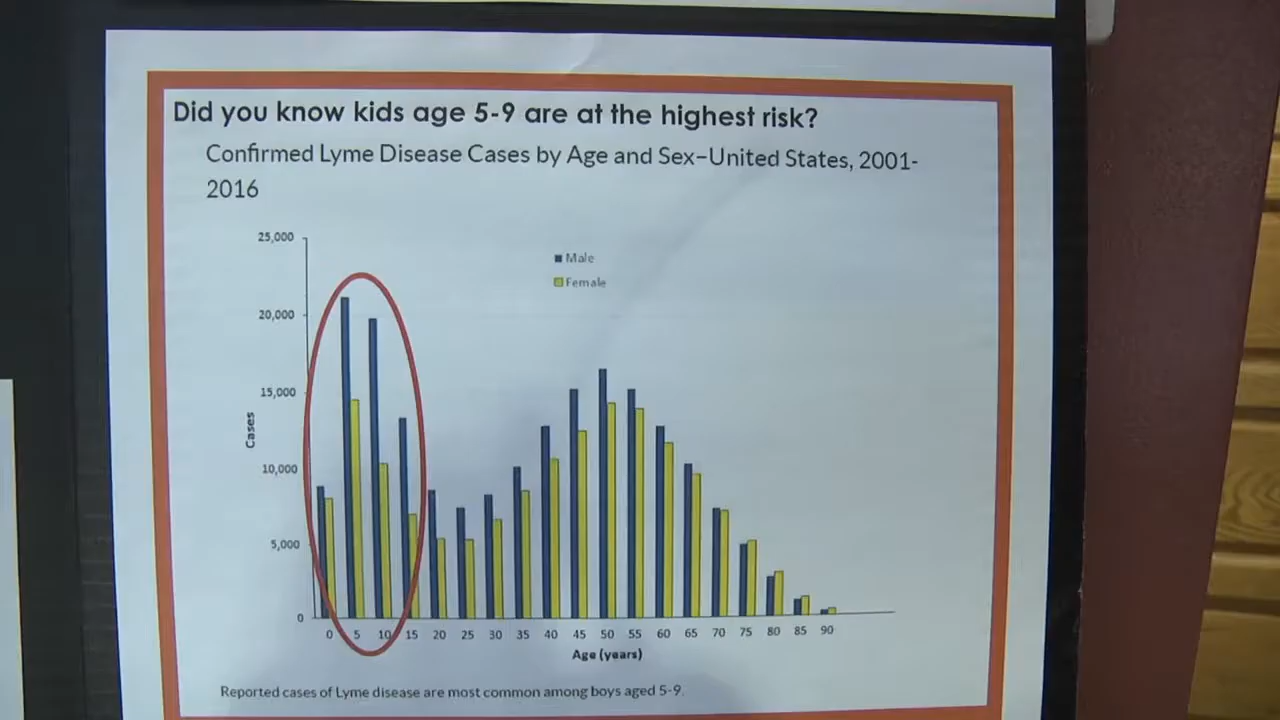 Did you know kids age 5-9 are at the highest risk?
Confirmed Lyme Disease Cases by Age and Sex–United States, 2001-
2016
25,000
20,000
15,000
10,000
5,000
0
Cases
Male
Female
0 5 10 15 20 25 30 35 40 45 50 55 60 65 70 75 80 85 90
Age (years)
Reported cases of Lyme disease are most common among boys aged 5-9.